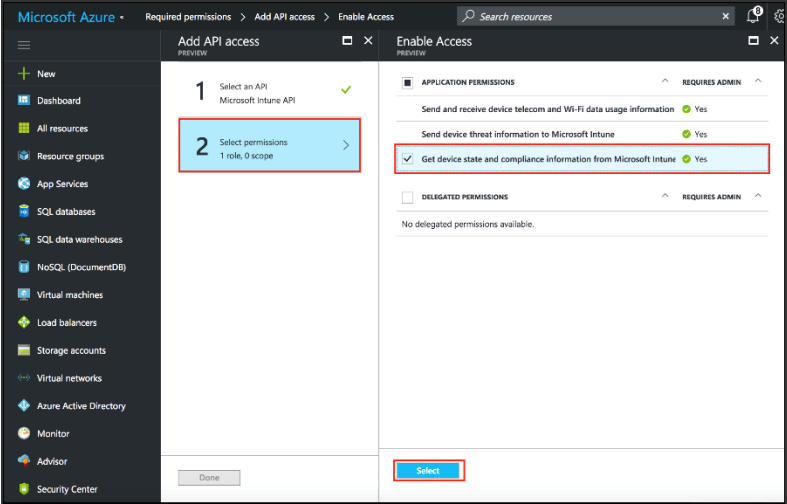 Microsoft Azure
Required permissions > Add API access > Enable Access
Search resources
8
Add API access
PREVIEW
Enable Access
PREVIEW
New
Dashboard
All resources
Resource groups
App Services
SQL databases
SQL data warehouses
NoSQL (DocumentDB)
Virtual machines
Load balancers
Storage accounts
Virtual networks
Azure Active Directory
Monitor
Advisor
Security Center
1
Select an API
Microsoft Intune API
2
Select permissions
1 role, 0 scope
Done
APPLICATION PERMISSIONS REQUIRES ADMIN
Send and receive device telecom and Wi-Fi data usage information Yes
Send device threat information to Microsoft Intune Yes
Get device state and compliance information from Microsoft Intune Yes
DELEGATED PERMISSIONS REQUIRES ADMIN
No delegated permissions available.
Select